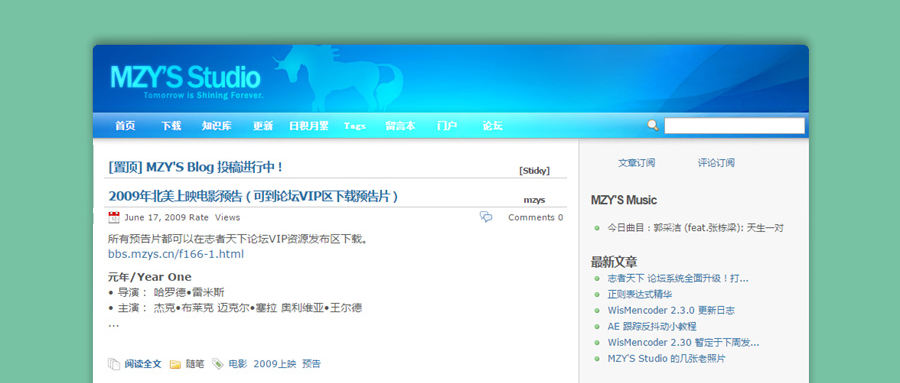 MZY'S Studio
Tomorrow is Shining Forever.
首页 下载 知识库 更新 日积月累 Tags 留言本 门户 论坛
[置顶] MZY'S Blog 投稿进行中！
[Sticky]
2009年北美上映电影预告（可到论坛VIP区下载预告片）
mzys
June 17, 2009 Rate Views
Comments 0
所有预告片都可以在志者天下论坛VIP资源发布区下载。
bbs.mzys.cn/f166-1.html
元年/Year One
• 导演： 哈罗德•雷米斯
• 主演： 杰克•布莱克 迈克尔•塞拉 奥利维亚•王尔德
...
阅读全文 随笔 电影 2009上映 预告
文章订阅 评论订阅
MZY'S Music
今日曲目：郭采洁 (feat.张栋梁): 天生一对
最新文章
志者天下 论坛系统全面升级！打...
正则表达式精华
WisMencoder 2.3.0 更新日志
AE 跟踪反抖动小教程
WisMencoder 2.30 暂定于下周发...
MZY'S Studio 的几张老照片